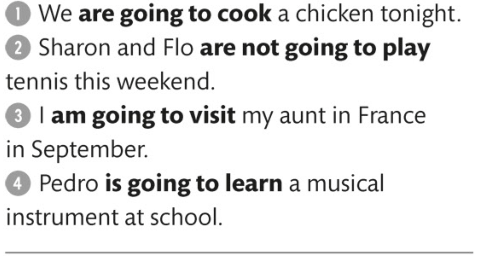 1 We are going to cook a chicken tonight.
2 Sharon and Flo are not going to play
tennis this weekend.
3 I am going to visit my aunt in France
in September.
4 Pedro is going to learn a musical
instrument at school.